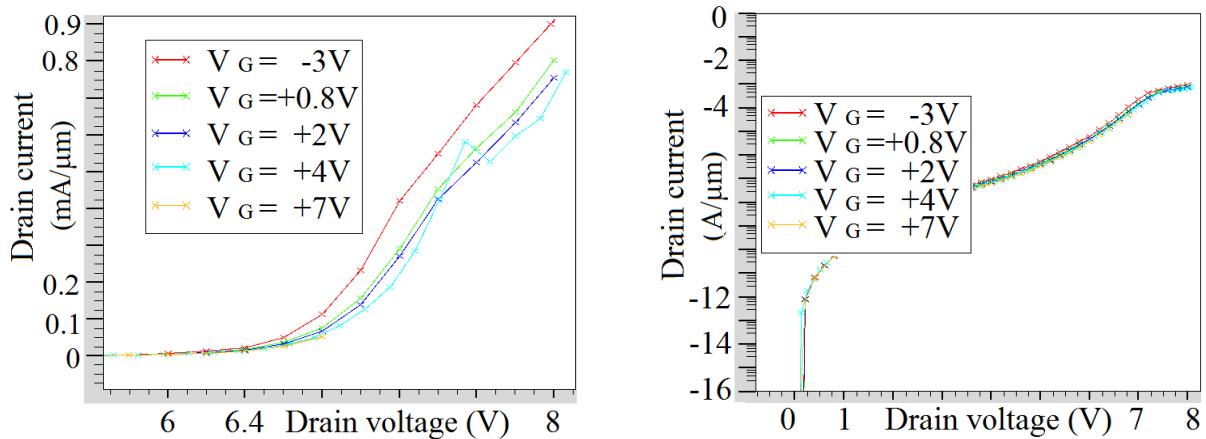 0.9
0.8
0.2
0.1
0
Drain current
(mA/μm)
V G = -3V
V G =+0.8V
V G = +2V
V G = +4V
V G = +7V
6
6.4
Drain voltage (V)
8
0
-2
-4
-12
-14
-16
Drain current
(A/μm)
V G = -3V
V G =+0.8V
V G = +2V
V G = +4V
V G = +7V
0
1
Drain voltage (V)
7
8